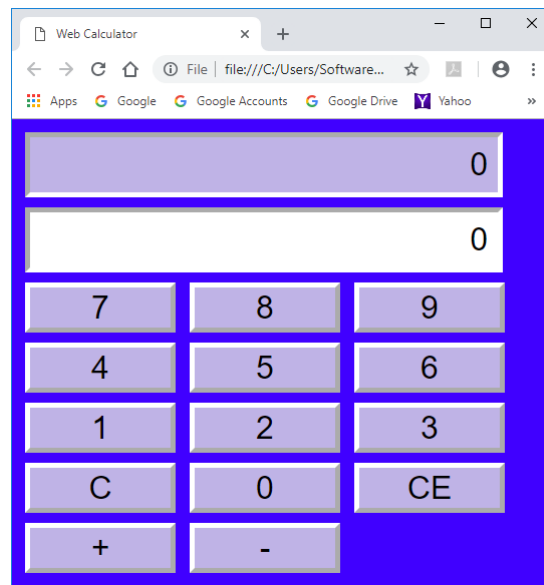 Web Calculator
File | file:///C:/Users/Software...
Apps Google Google Accounts Google Drive Yahoo »
0
0
7 8 9
4 5 6
1 2 3
C 0 CE
+ -